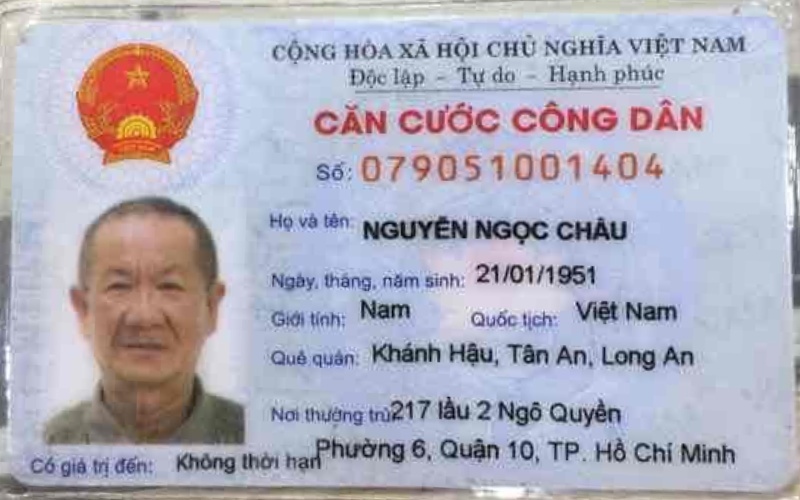 CỘNG HÒA XÃ HỘI CHỦ NGHĨA VIỆT NAM
Độc lập - Tự do - Hạnh phúc
CĂN CƯỚC CÔNG DÂN
Số: 079051001404
Họ và tên: NGUYỄN NGỌC CHÂU
Ngày, tháng, năm sinh: 21/01/1951
Giới tính: Nam Quốc tịch: Việt Nam
Quê quán: Khánh Hậu, Tân An, Long An
Nơi thường trú: 217 lầu 2 Ngô Quyền
Phường 6, Quận 10, TP. Hồ Chí Minh
Có giá trị đến: Không thời hạn